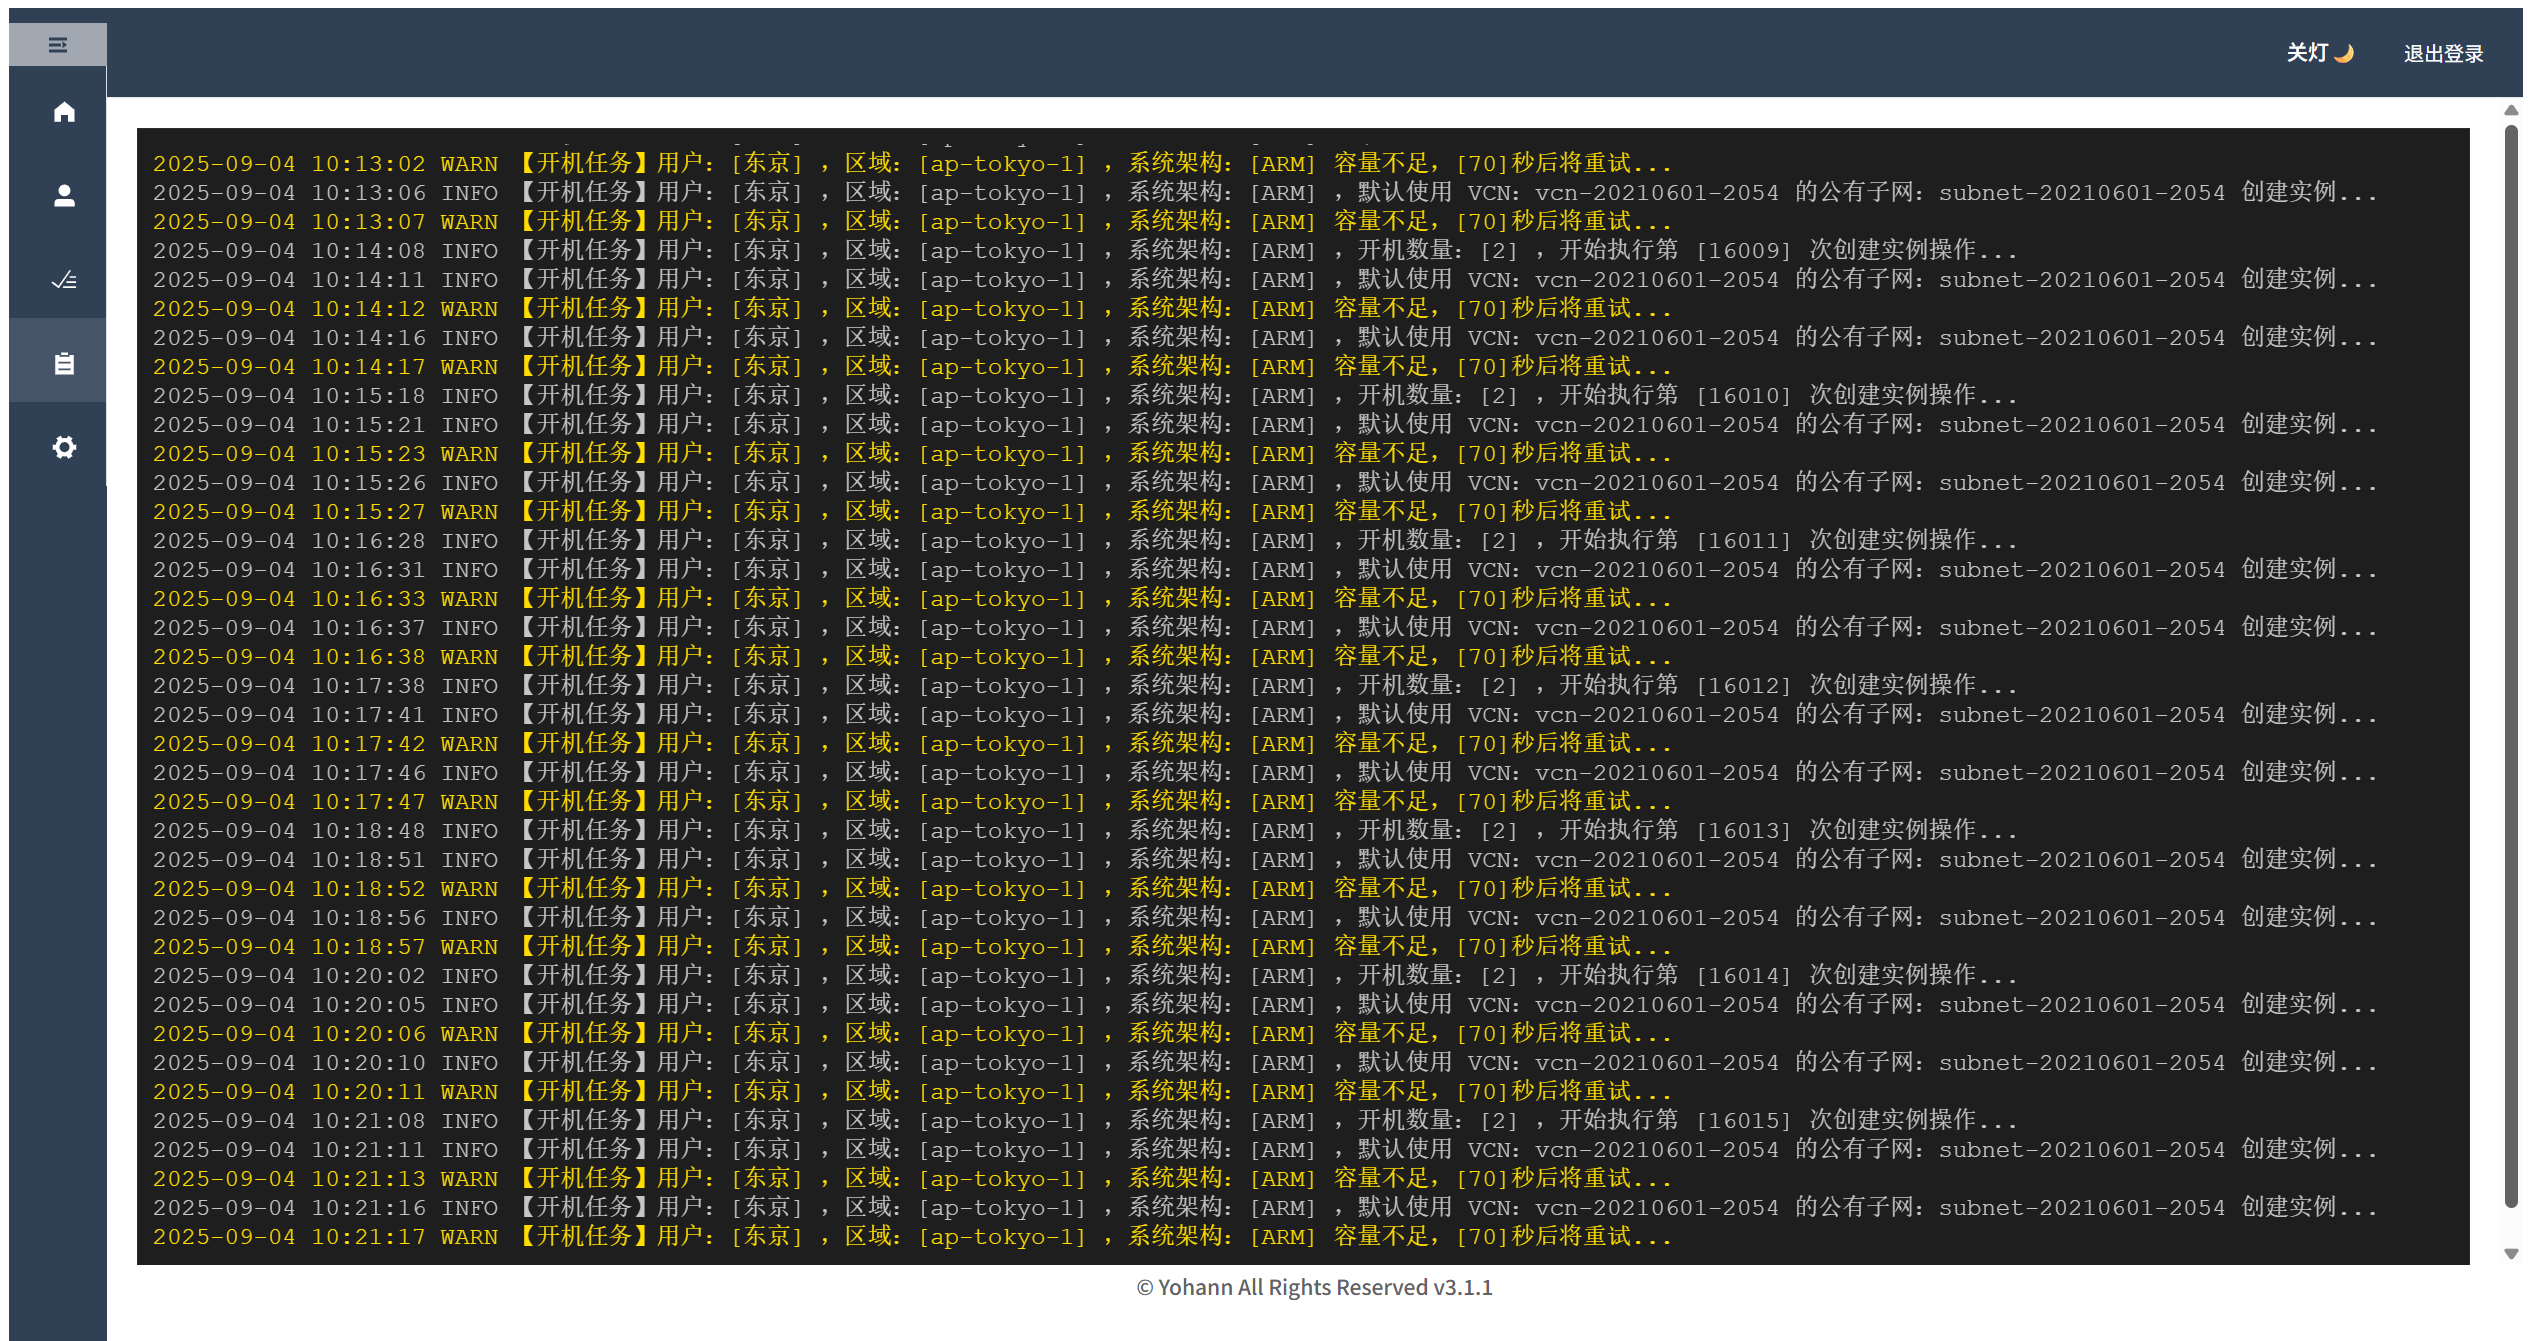 关灯🌙 退出登录
2025-09-04 10:13:02 WARN 【开机任务】用户：[东京] ，区域：[ap-tokyo-1] ，系统架构：[ARM] 容量不足，[70]秒后将重试...
2025-09-04 10:13:06 INFO 【开机任务】用户：[东京] ，区域：[ap-tokyo-1] ，系统架构：[ARM] ，默认使用 VCN：vcn-20210601-2054 的公有子网：subnet-20210601-2054 创建实例...
2025-09-04 10:13:07 WARN 【开机任务】用户：[东京] ，区域：[ap-tokyo-1] ，系统架构：[ARM] 容量不足，[70]秒后将重试...
2025-09-04 10:14:08 INFO 【开机任务】用户：[东京] ，区域：[ap-tokyo-1] ，系统架构：[ARM] ，开机数量：[2] ，开始执行第 [16009] 次创建实例操作...
2025-09-04 10:14:11 INFO 【开机任务】用户：[东京] ，区域：[ap-tokyo-1] ，系统架构：[ARM] ，默认使用 VCN：vcn-20210601-2054 的公有子网：subnet-20210601-2054 创建实例...
2025-09-04 10:14:12 WARN 【开机任务】用户：[东京] ，区域：[ap-tokyo-1] ，系统架构：[ARM] 容量不足，[70]秒后将重试...
2025-09-04 10:14:16 INFO 【开机任务】用户：[东京] ，区域：[ap-tokyo-1] ，系统架构：[ARM] ，默认使用 VCN：vcn-20210601-2054 的公有子网：subnet-20210601-2054 创建实例...
2025-09-04 10:14:17 WARN 【开机任务】用户：[东京] ，区域：[ap-tokyo-1] ，系统架构：[ARM] 容量不足，[70]秒后将重试...
2025-09-04 10:15:18 INFO 【开机任务】用户：[东京] ，区域：[ap-tokyo-1] ，系统架构：[ARM] ，开机数量：[2] ，开始执行第 [16010] 次创建实例操作...
2025-09-04 10:15:21 INFO 【开机任务】用户：[东京] ，区域：[ap-tokyo-1] ，系统架构：[ARM] ，默认使用 VCN：vcn-20210601-2054 的公有子网：subnet-20210601-2054 创建实例...
2025-09-04 10:15:23 WARN 【开机任务】用户：[东京] ，区域：[ap-tokyo-1] ，系统架构：[ARM] 容量不足，[70]秒后将重试...
2025-09-04 10:15:26 INFO 【开机任务】用户：[东京] ，区域：[ap-tokyo-1] ，系统架构：[ARM] ，默认使用 VCN：vcn-20210601-2054 的公有子网：subnet-20210601-2054 创建实例...
2025-09-04 10:15:27 WARN 【开机任务】用户：[东京] ，区域：[ap-tokyo-1] ，系统架构：[ARM] 容量不足，[70]秒后将重试...
2025-09-04 10:16:28 INFO 【开机任务】用户：[东京] ，区域：[ap-tokyo-1] ，系统架构：[ARM] ，开机数量：[2] ，开始执行第 [16011] 次创建实例操作...
2025-09-04 10:16:31 INFO 【开机任务】用户：[东京] ，区域：[ap-tokyo-1] ，系统架构：[ARM] ，默认使用 VCN：vcn-20210601-2054 的公有子网：subnet-20210601-2054 创建实例...
2025-09-04 10:16:33 WARN 【开机任务】用户：[东京] ，区域：[ap-tokyo-1] ，系统架构：[ARM] 容量不足，[70]秒后将重试...
2025-09-04 10:16:37 INFO 【开机任务】用户：[东京] ，区域：[ap-tokyo-1] ，系统架构：[ARM] ，默认使用 VCN：vcn-20210601-2054 的公有子网：subnet-20210601-2054 创建实例...
2025-09-04 10:16:38 WARN 【开机任务】用户：[东京] ，区域：[ap-tokyo-1] ，系统架构：[ARM] 容量不足，[70]秒后将重试...
2025-09-04 10:17:38 INFO 【开机任务】用户：[东京] ，区域：[ap-tokyo-1] ，系统架构：[ARM] ，开机数量：[2] ，开始执行第 [16012] 次创建实例操作...
2025-09-04 10:17:41 INFO 【开机任务】用户：[东京] ，区域：[ap-tokyo-1] ，系统架构：[ARM] ，默认使用 VCN：vcn-20210601-2054 的公有子网：subnet-20210601-2054 创建实例...
2025-09-04 10:17:42 WARN 【开机任务】用户：[东京] ，区域：[ap-tokyo-1] ，系统架构：[ARM] 容量不足，[70]秒后将重试...
2025-09-04 10:17:46 INFO 【开机任务】用户：[东京] ，区域：[ap-tokyo-1] ，系统架构：[ARM] ，默认使用 VCN：vcn-20210601-2054 的公有子网：subnet-20210601-2054 创建实例...
2025-09-04 10:17:47 WARN 【开机任务】用户：[东京] ，区域：[ap-tokyo-1] ，系统架构：[ARM] 容量不足，[70]秒后将重试...
2025-09-04 10:18:48 INFO 【开机任务】用户：[东京] ，区域：[ap-tokyo-1] ，系统架构：[ARM] ，开机数量：[2] ，开始执行第 [16013] 次创建实例操作...
2025-09-04 10:18:51 INFO 【开机任务】用户：[东京] ，区域：[ap-tokyo-1] ，系统架构：[ARM] ，默认使用 VCN：vcn-20210601-2054 的公有子网：subnet-20210601-2054 创建实例...
2025-09-04 10:18:52 WARN 【开机任务】用户：[东京] ，区域：[ap-tokyo-1] ，系统架构：[ARM] 容量不足，[70]秒后将重试...
2025-09-04 10:18:56 INFO 【开机任务】用户：[东京] ，区域：[ap-tokyo-1] ，系统架构：[ARM] ，默认使用 VCN：vcn-20210601-2054 的公有子网：subnet-20210601-2054 创建实例...
2025-09-04 10:18:57 WARN 【开机任务】用户：[东京] ，区域：[ap-tokyo-1] ，系统架构：[ARM] 容量不足，[70]秒后将重试...
2025-09-04 10:20:02 INFO 【开机任务】用户：[东京] ，区域：[ap-tokyo-1] ，系统架构：[ARM] ，开机数量：[2] ，开始执行第 [16014] 次创建实例操作...
2025-09-04 10:20:05 INFO 【开机任务】用户：[东京] ，区域：[ap-tokyo-1] ，系统架构：[ARM] ，默认使用 VCN：vcn-20210601-2054 的公有子网：subnet-20210601-2054 创建实例...
2025-09-04 10:20:06 WARN 【开机任务】用户：[东京] ，区域：[ap-tokyo-1] ，系统架构：[ARM] 容量不足，[70]秒后将重试...
2025-09-04 10:20:10 INFO 【开机任务】用户：[东京] ，区域：[ap-tokyo-1] ，系统架构：[ARM] ，默认使用 VCN：vcn-20210601-2054 的公有子网：subnet-20210601-2054 创建实例...
2025-09-04 10:20:11 WARN 【开机任务】用户：[东京] ，区域：[ap-tokyo-1] ，系统架构：[ARM] 容量不足，[70]秒后将重试...
2025-09-04 10:21:08 INFO 【开机任务】用户：[东京] ，区域：[ap-tokyo-1] ，系统架构：[ARM] ，开机数量：[2] ，开始执行第 [16015] 次创建实例操作...
2025-09-04 10:21:11 INFO 【开机任务】用户：[东京] ，区域：[ap-tokyo-1] ，系统架构：[ARM] ，默认使用 VCN：vcn-20210601-2054 的公有子网：subnet-20210601-2054 创建实例...
2025-09-04 10:21:13 WARN 【开机任务】用户：[东京] ，区域：[ap-tokyo-1] ，系统架构：[ARM] 容量不足，[70]秒后将重试...
2025-09-04 10:21:16 INFO 【开机任务】用户：[东京] ，区域：[ap-tokyo-1] ，系统架构：[ARM] ，默认使用 VCN：vcn-20210601-2054 的公有子网：subnet-20210601-2054 创建实例...
2025-09-04 10:21:17 WARN 【开机任务】用户：[东京] ，区域：[ap-tokyo-1] ，系统架构：[ARM] 容量不足，[70]秒后将重试...
© Yohann All Rights Reserved v3.1.1